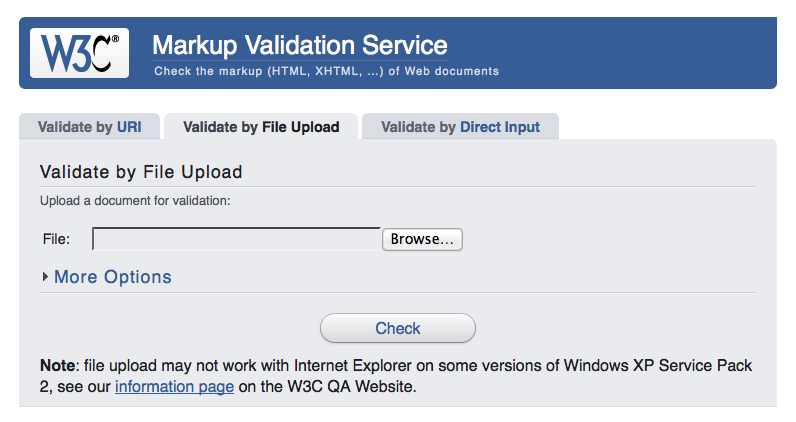 W3C® Markup Validation Service
Check the markup (HTML, XHTML, …) of Web documents
Validate by URI Validate by File Upload Validate by Direct Input
Validate by File Upload
Upload a document for validation:
File: Browse...
More Options
Check
Note: file upload may not work with Internet Explorer on some versions of Windows XP Service Pack
2, see our information page on the W3C QA Website.